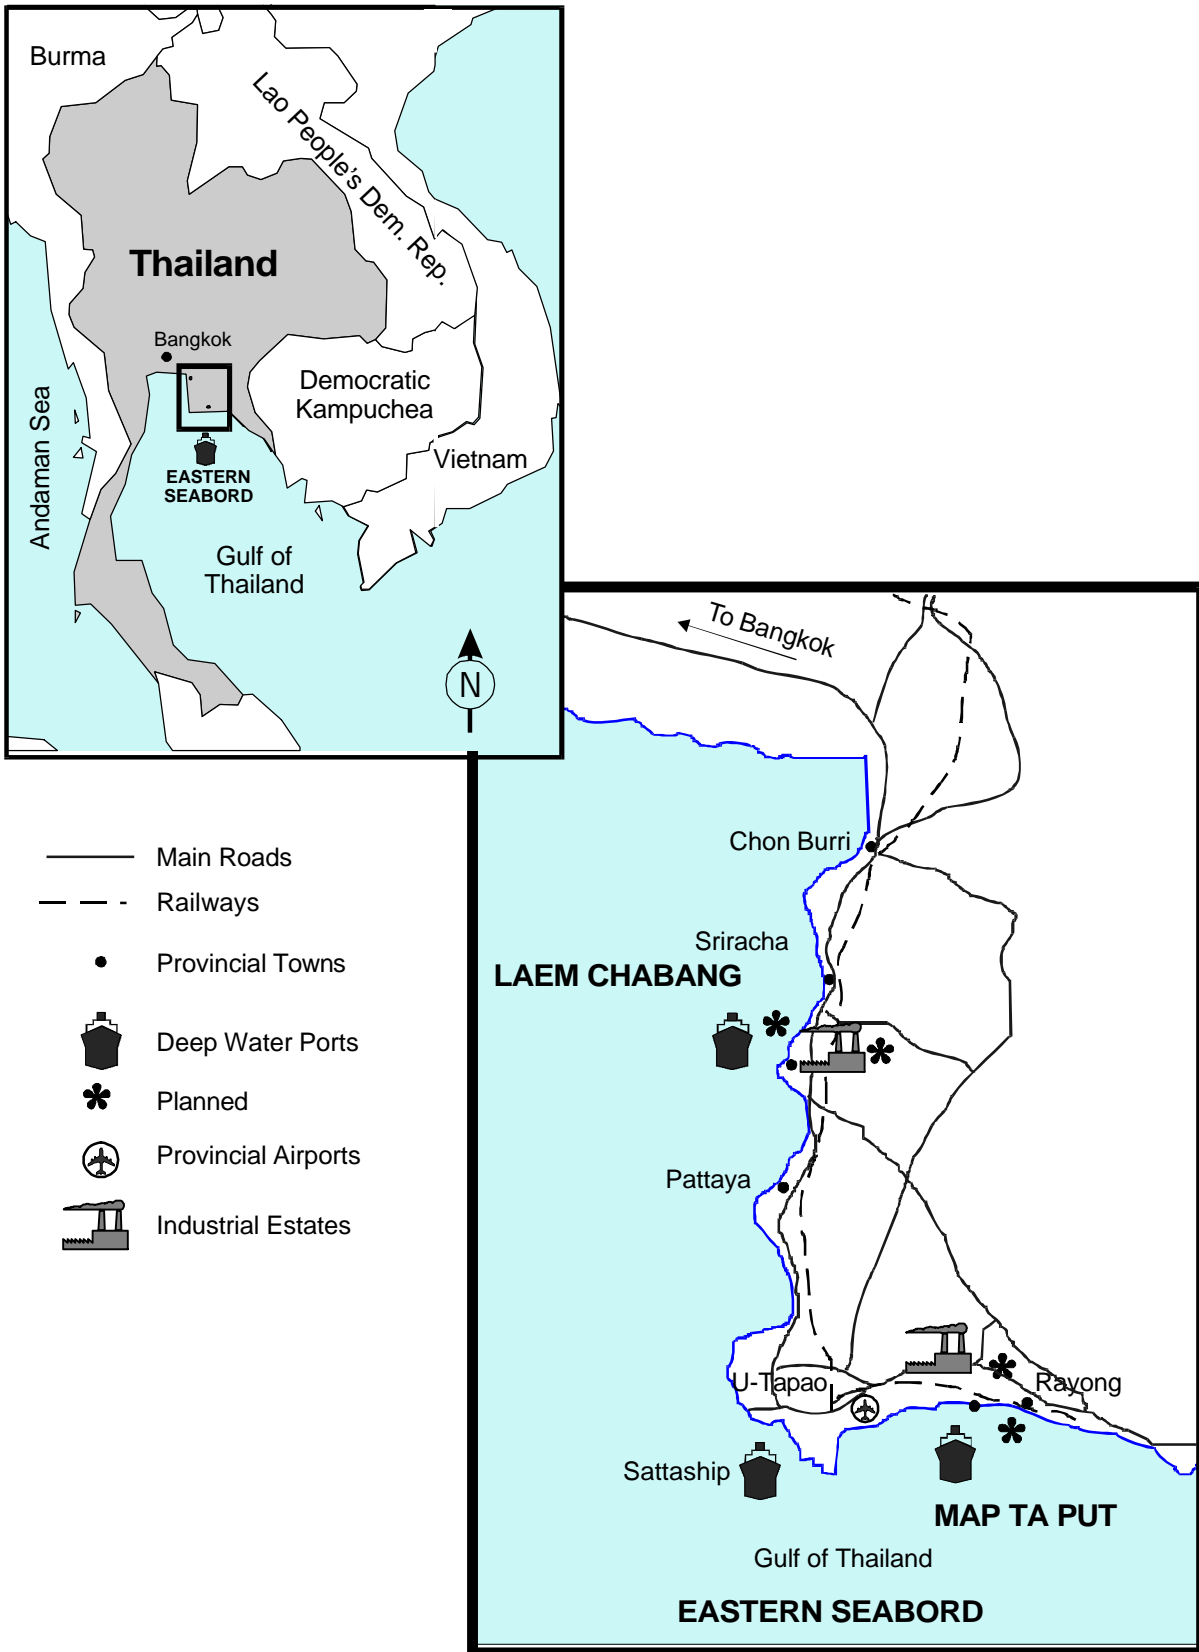 Burma
Lao People's Dem. Rep.
Thailand
Bangkok
Democratic
Kampuchea
Andaman Sea
Vietnam
EASTERN
SEABORD
Gulf of
Thailand
N
To Bangkok
Main Roads
Railways
Provincial Towns
Deep Water Ports
Planned
Provincial Airports
Industrial Estates
Chon Burri
Sriracha
LAEM CHABANG
Pattaya
U-Tapao
Rayong
Sattaship
MAP TA PUT
Gulf of Thailand
EASTERN SEABORD